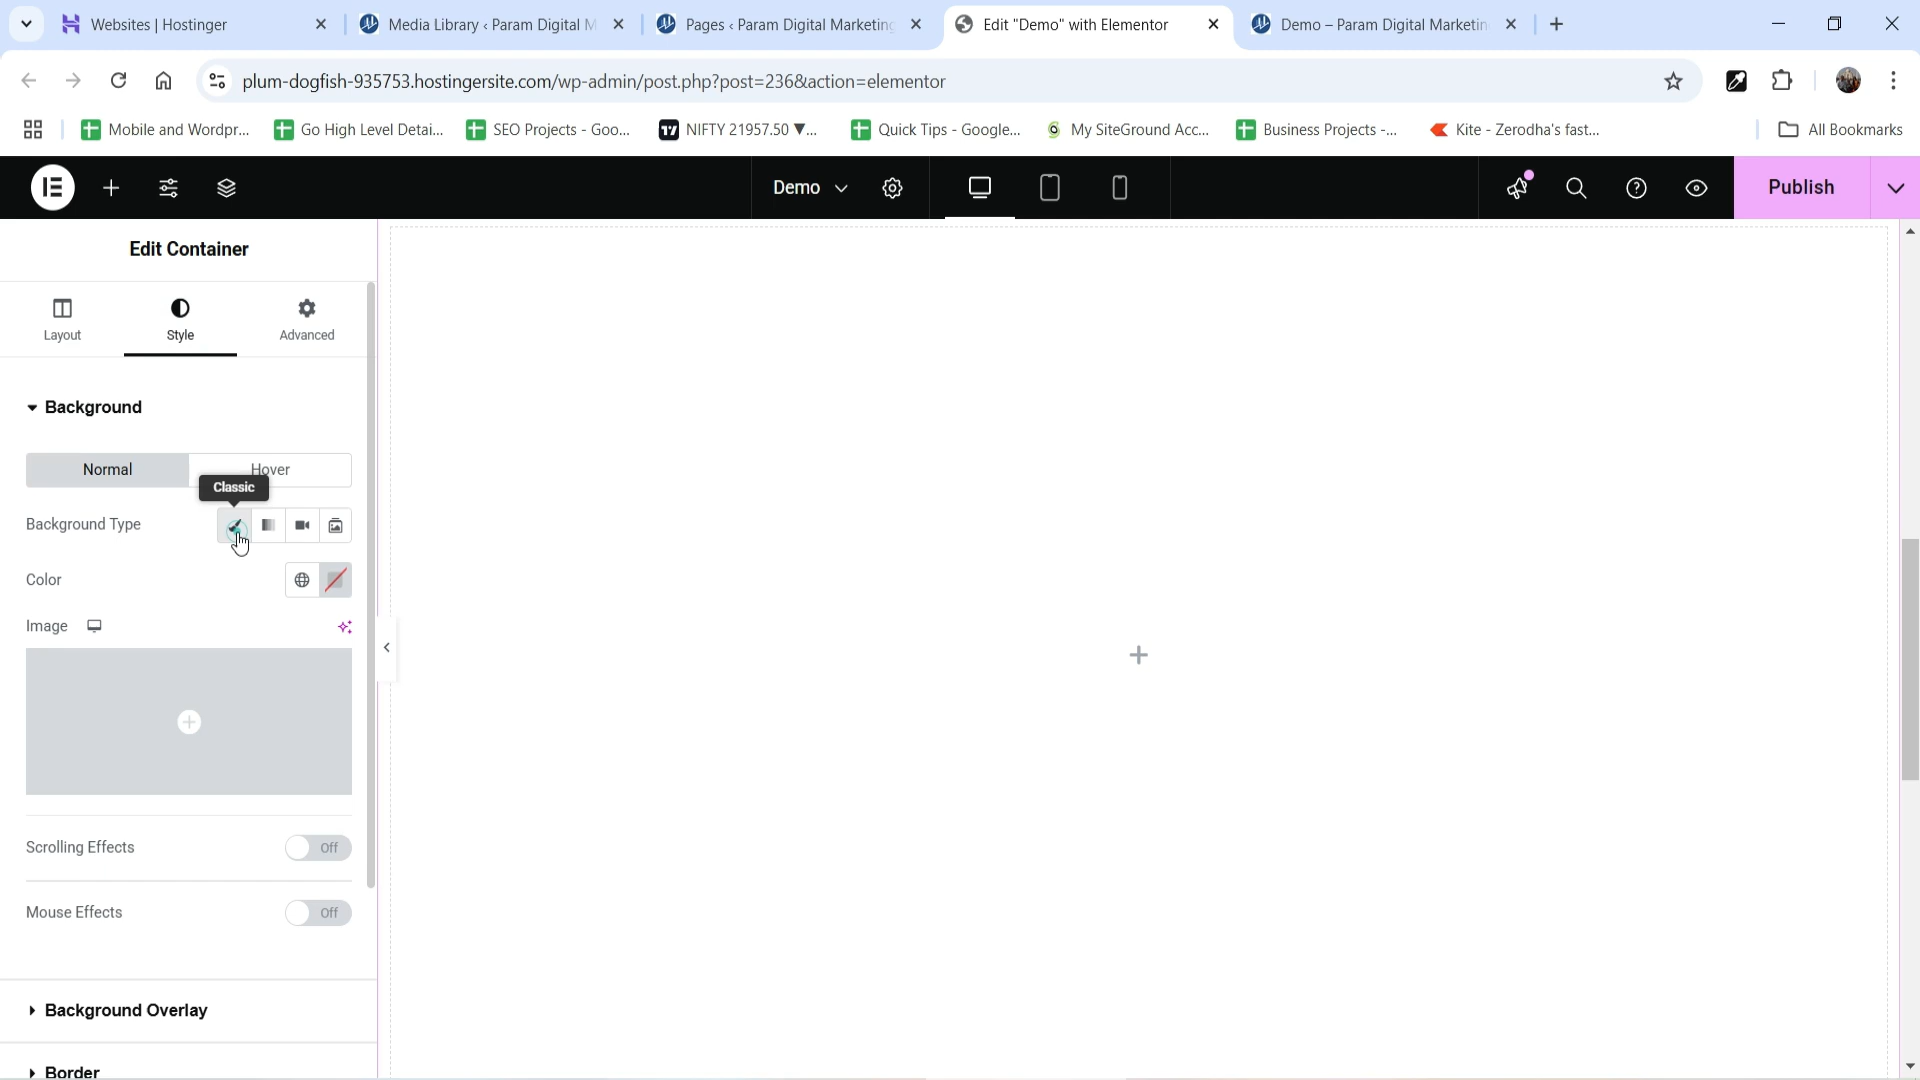 Websites | Hostinger
Media Library ‹ Param Digital M
Pages ‹ Param Digital Marketing
Edit "Demo" with Elementor
Demo – Param Digital Marketin
plum-dogfish-935753.hostingersite.com/wp-admin/post.php?post=236&action=elementor
Mobile and Wordpr...
Go High Level Detai...
SEO Projects - Goo...
NIFTY 21957.50 ▼...
Quick Tips - Google...
My SiteGround Acc...
Business Projects -...
Kite - Zerodha's fast...
All Bookmarks
Demo
Publish
Edit Container
Layout
Style
Advanced
Background
Normal
Hover
Classic
Background Type
Color
Image
Scrolling Effects
Off
Mouse Effects
Off
Background Overlay
Border